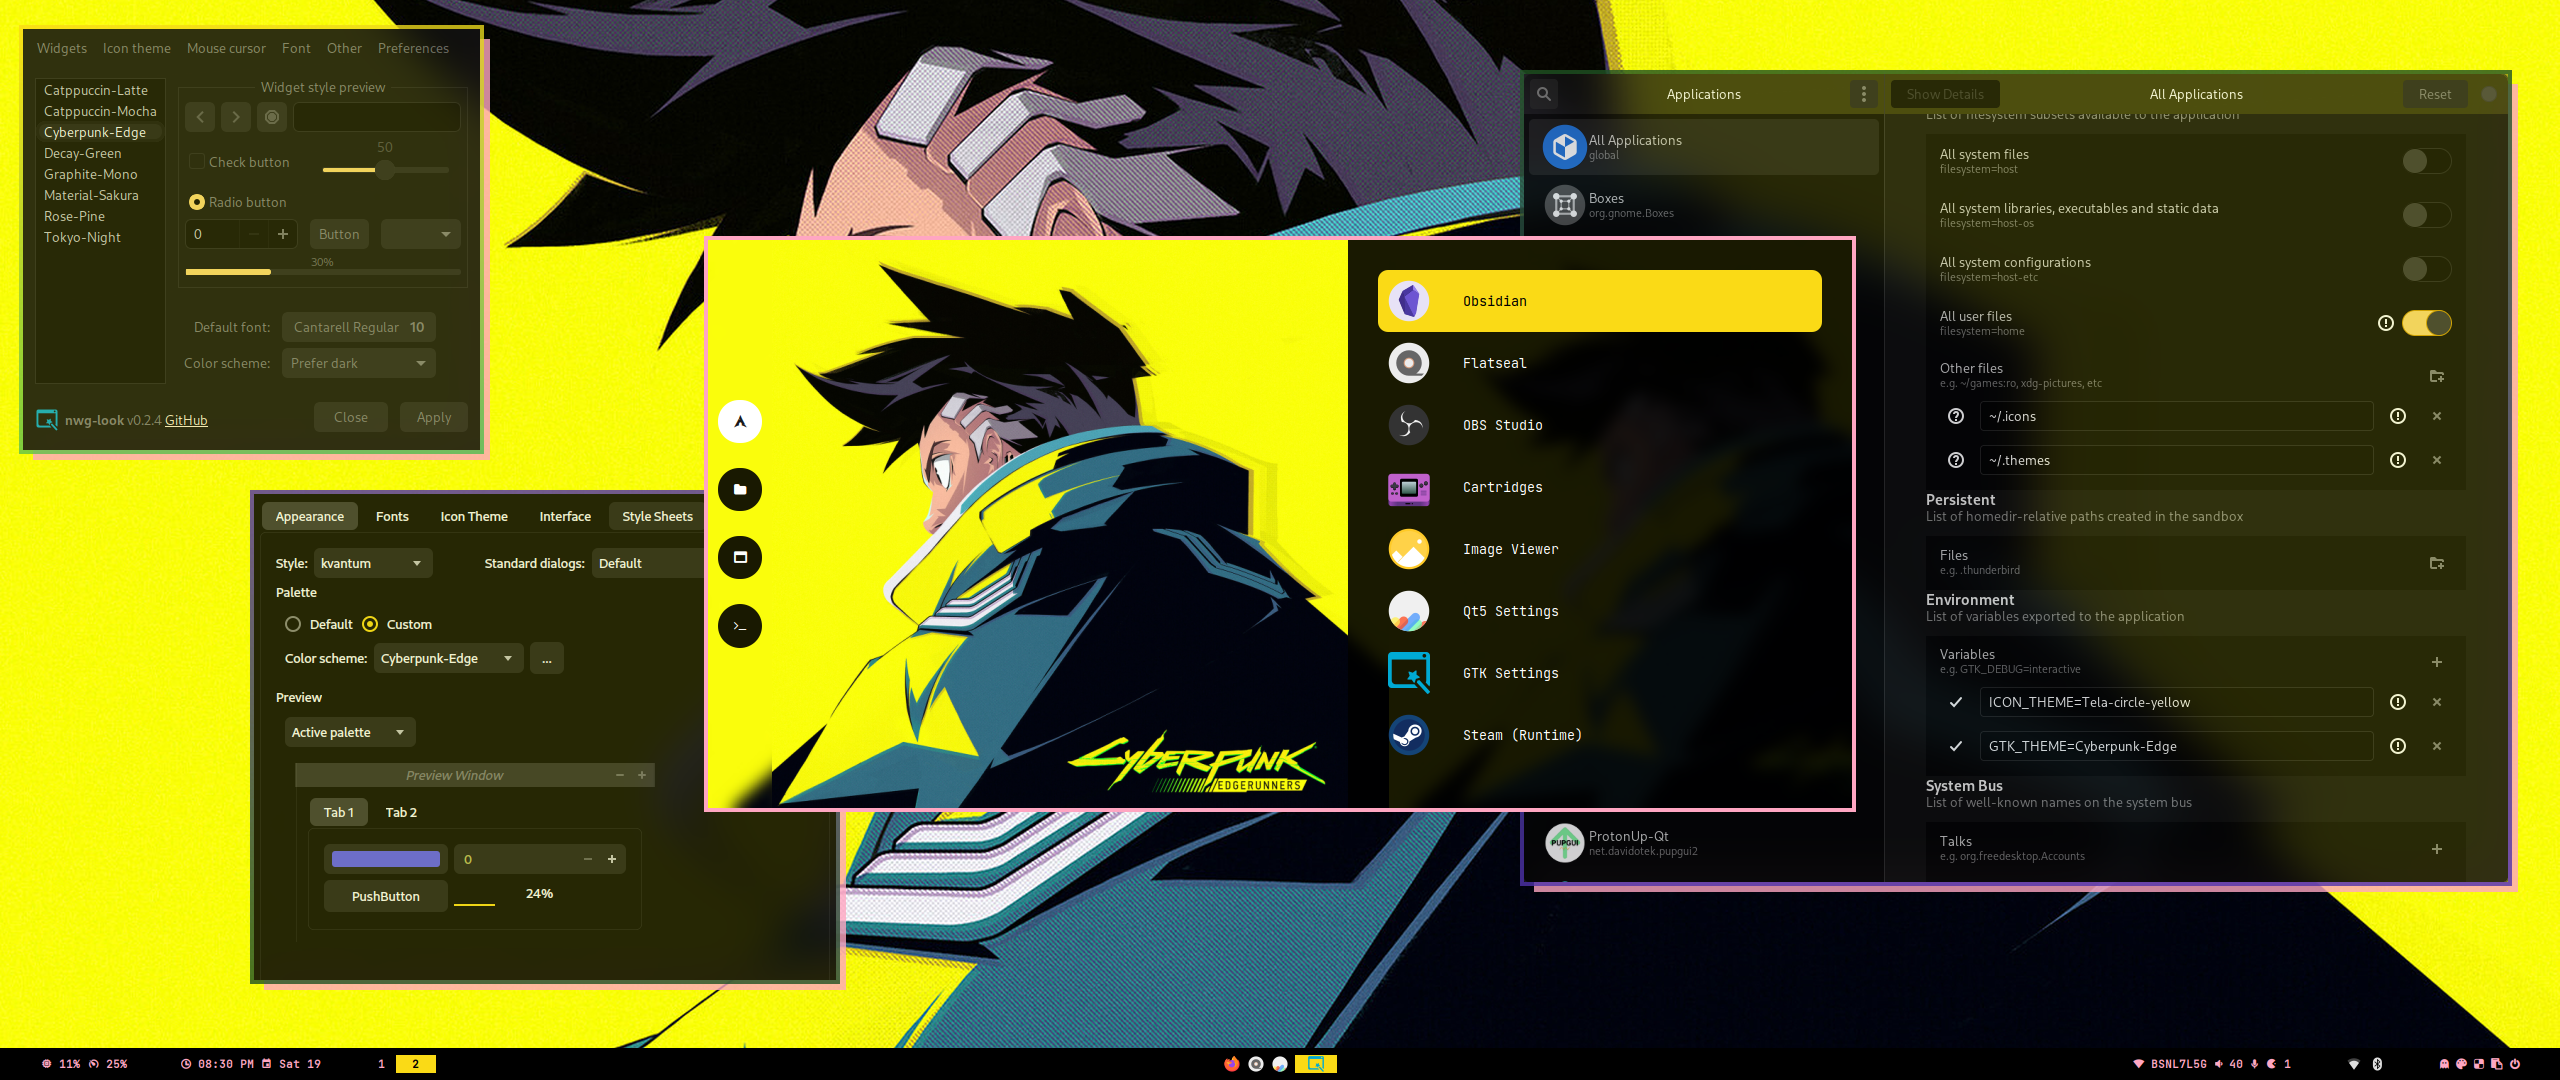 Widgets Icon theme Mouse cursor Font Other Preferences
Catppuccin-Latte
Catppuccin-Mocha
Cyberpunk-Edge
Decay-Green
Graphite-Mono
Material-Sakura
Rose-Pine
Tokyo-Night
Widget style preview
50
Check button
Radio button
0 − + Button
30%
Default font: Cantarell Regular 10
Color scheme: Prefer dark
nwg-look v0.2.4 GitHub
Close Apply
Appearance Fonts Icon Theme Interface Style Sheets
Style: kvantum Standard dialogs: Default
Palette
Default Custom
Color scheme: Cyberpunk-Edge ...
Preview
Active palette
Preview Window − +
Tab 1 Tab 2
0 − +
PushButton 24%
>_
CYBERPUNK
EDGERUNNERS
Obsidian
Flatseal
OBS Studio
Cartridges
Image Viewer
Qt5 Settings
GTK Settings
Steam (Runtime)
Applications
Show Details All Applications Reset
All Applications
global
Boxes
org.gnome.Boxes
PUPGUI
ProtonUp-Qt
net.davidotek.pupgui2
List of filesystem subsets available to the application
All system files
filesystem=host
All system libraries, executables and static data
filesystem=host-os
All system configurations
filesystem=host-etc
All user files
filesystem=home
Other files
e.g. ~/games:ro, xdg-pictures, etc
~/.icons
~/.themes
Persistent
List of homedir-relative paths created in the sandbox
Files
e.g. .thunderbird
Environment
List of variables exported to the application
Variables
e.g. GTK_DEBUG=interactive
ICON_THEME=Tela-circle-yellow
GTK_THEME=Cyberpunk-Edge
System Bus
List of well-known names on the system bus
Talks
e.g. org.freedesktop.Accounts
11% 25% 08:30 PM Sat 19 1 2
BSNL7L5G 40 1